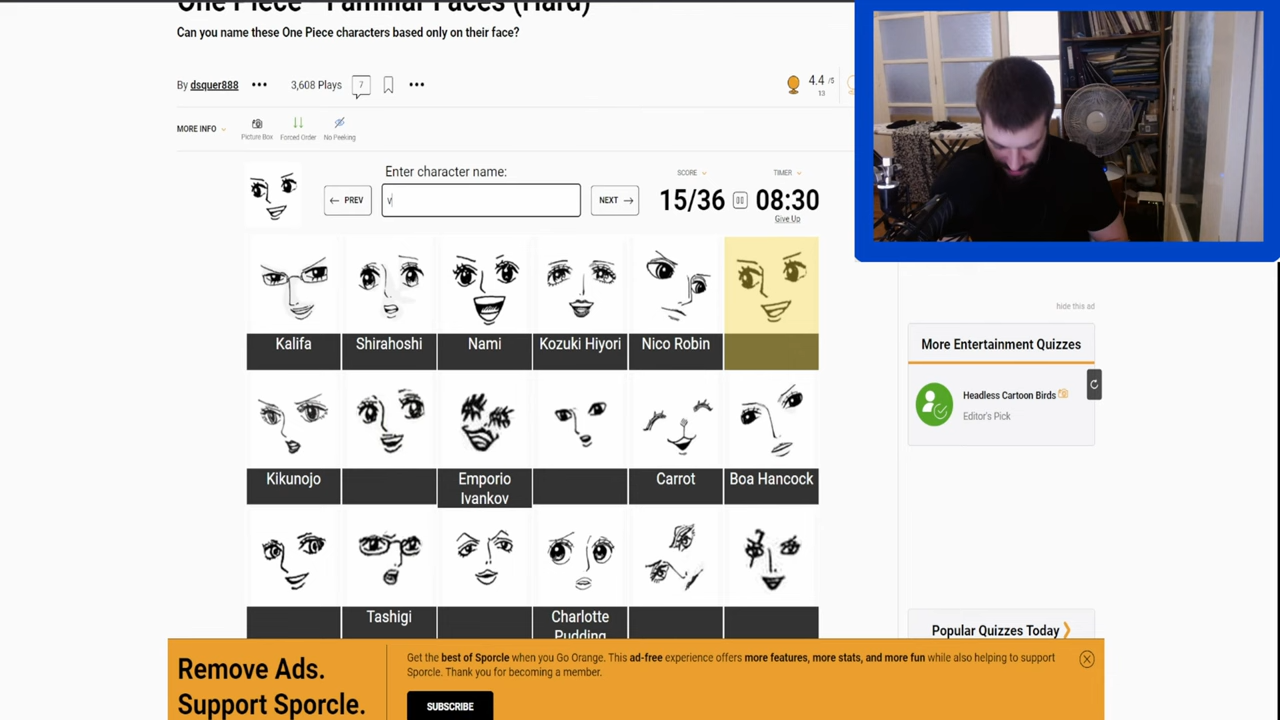 One Piece - Familiar Faces (Hard)
Can you name these One Piece characters based only on their face?
By dsquer888 ••• 3,608 Plays 7 •••
4.4 /5
13
MORE INFO
Picture Box Forced Order No Peeking
Enter character name:
← PREV
v
NEXT →
SCORE
15/36
TIMER
08:30
Give Up
Kalifa Shirahoshi Nami Kozuki Hiyori Nico Robin
Kikunojo Emporio Ivankov Carrot Boa Hancock
Tashigi Charlotte Pudding
hide this ad
More Entertainment Quizzes
Headless Cartoon Birds
Editor's Pick
Popular Quizzes Today
Remove Ads.
Support Sporcle.
Get the best of Sporcle when you Go Orange. This ad-free experience offers more features, more stats, and more fun while also helping to support
Sporcle. Thank you for becoming a member.
SUBSCRIBE